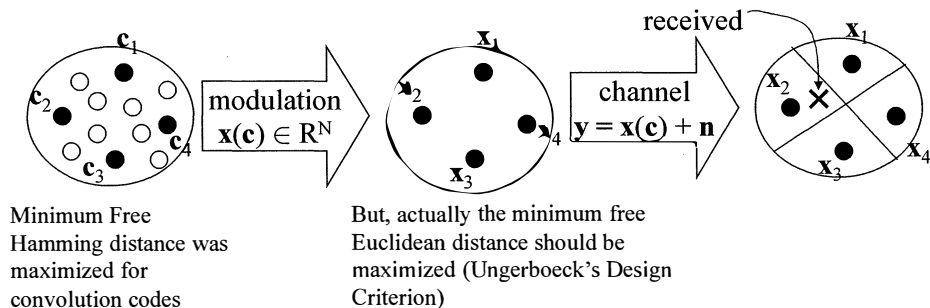 c1
c2
c3
c4
modulation
x(c) ∈ R^N
x1
x2
x3
x4
channel
y = x(c) + n
received
x1
x2
x3
x4
Minimum Free
Hamming distance was
maximized for
convolution codes
But, actually the minimum free
Euclidean distance should be
maximized (Ungerboeck's Design
Criterion)